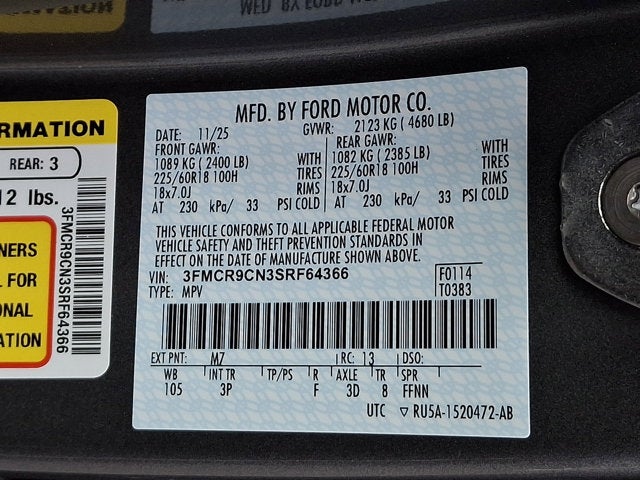 MFD. BY FORD MOTOR CO.
DATE: 11/25 GVWR: 2123 KG ( 4680 LB)
FRONT GAWR: REAR GAWR:
1089 KG ( 2400 LB) WITH 1082 KG ( 2385 LB) WITH
225/60R18 100H TIRES 225/60R18 100H TIRES
18x7.0J RIMS 18x7.0J RIMS
AT 230 kPa/ 33 PSI COLD AT 230 kPa/ 33 PSI COLD
THIS VEHICLE CONFORMS TO ALL APPLICABLE FEDERAL MOTOR
VEHICLE SAFETY AND THEFT PREVENTION STANDARDS IN
EFFECT ON THE DATE OF MANUFACTURE SHOWN ABOVE.
VIN: 3FMCR9CN3SRF64366 F0114
TYPE: MPV T0383
EXT PNT: M7 RC: 13 DSO:
WB INT TR TP/PS R AXLE TR SPR
105 3P F 3D 8 FFNN
UTC ▽ RU5A-1520472-AB
RMATION
REAR: 3
12 lbs.
NERS
L FOR
ONAL
ATION
3FMCR9CN3SRF64366